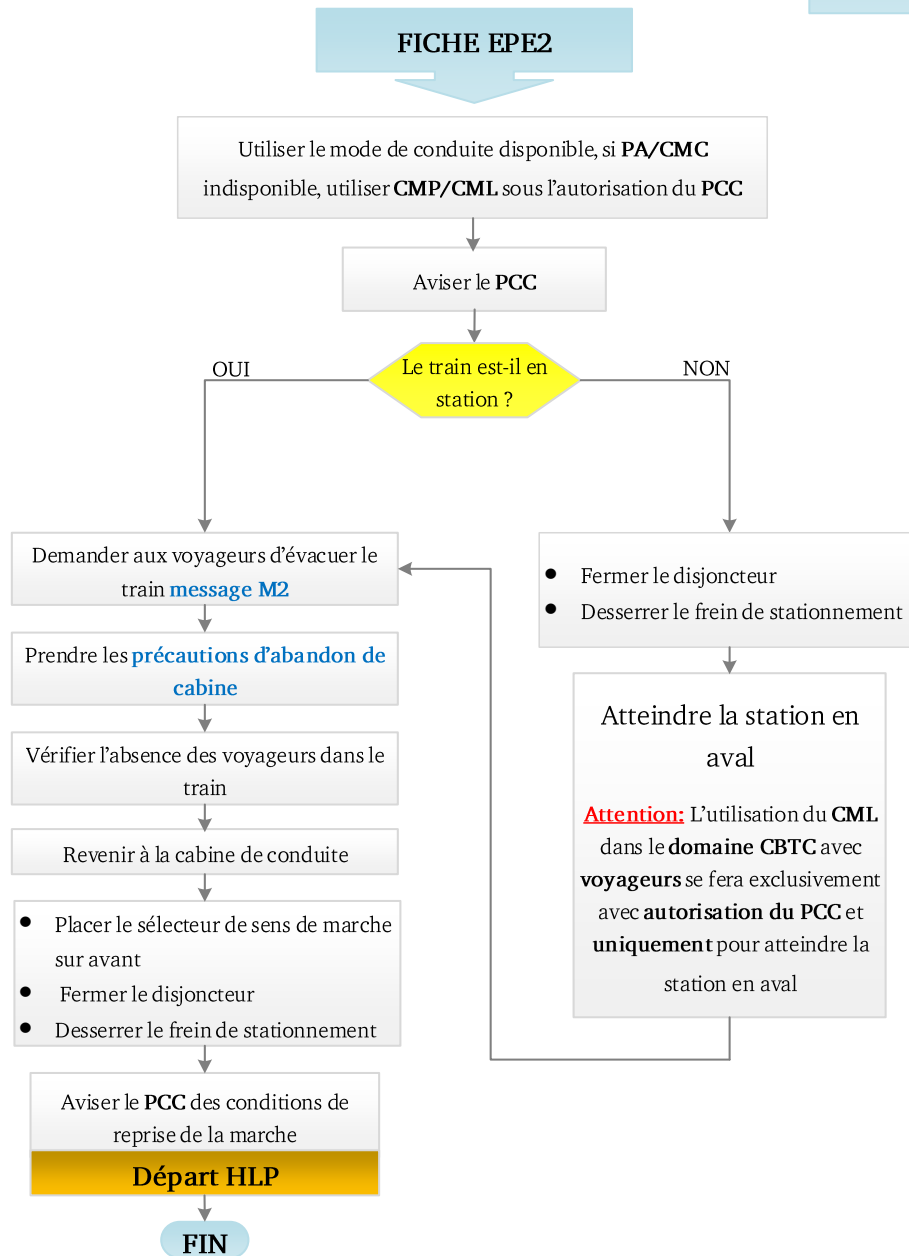 FICHE EPE2
Utiliser le mode de conduite disponible, si PA/CMC
indisponible, utiliser CMP/CML sous l'autorisation du PCC
Aviser le PCC
Le train est-il en
station ?
OUI
NON
Demander aux voyageurs d'évacuer le
train message M2
Prendre les précautions d'abandon de
cabine
Vérifier l'absence des voyageurs dans le
train
Revenir à la cabine de conduite
• Placer le sélecteur de sens de marche
sur avant
• Fermer le disjoncteur
• Desserrer le frein de stationnement
Aviser le PCC des conditions de
reprise de la marche
Départ HLP
FIN
• Fermer le disjoncteur
• Desserrer le frein de stationnement
Atteindre la station en
aval
Attention: L'utilisation du CML
dans le domaine CBTC avec
voyageurs se fera exclusivement
avec autorisation du PCC et
uniquement pour atteindre la
station en aval